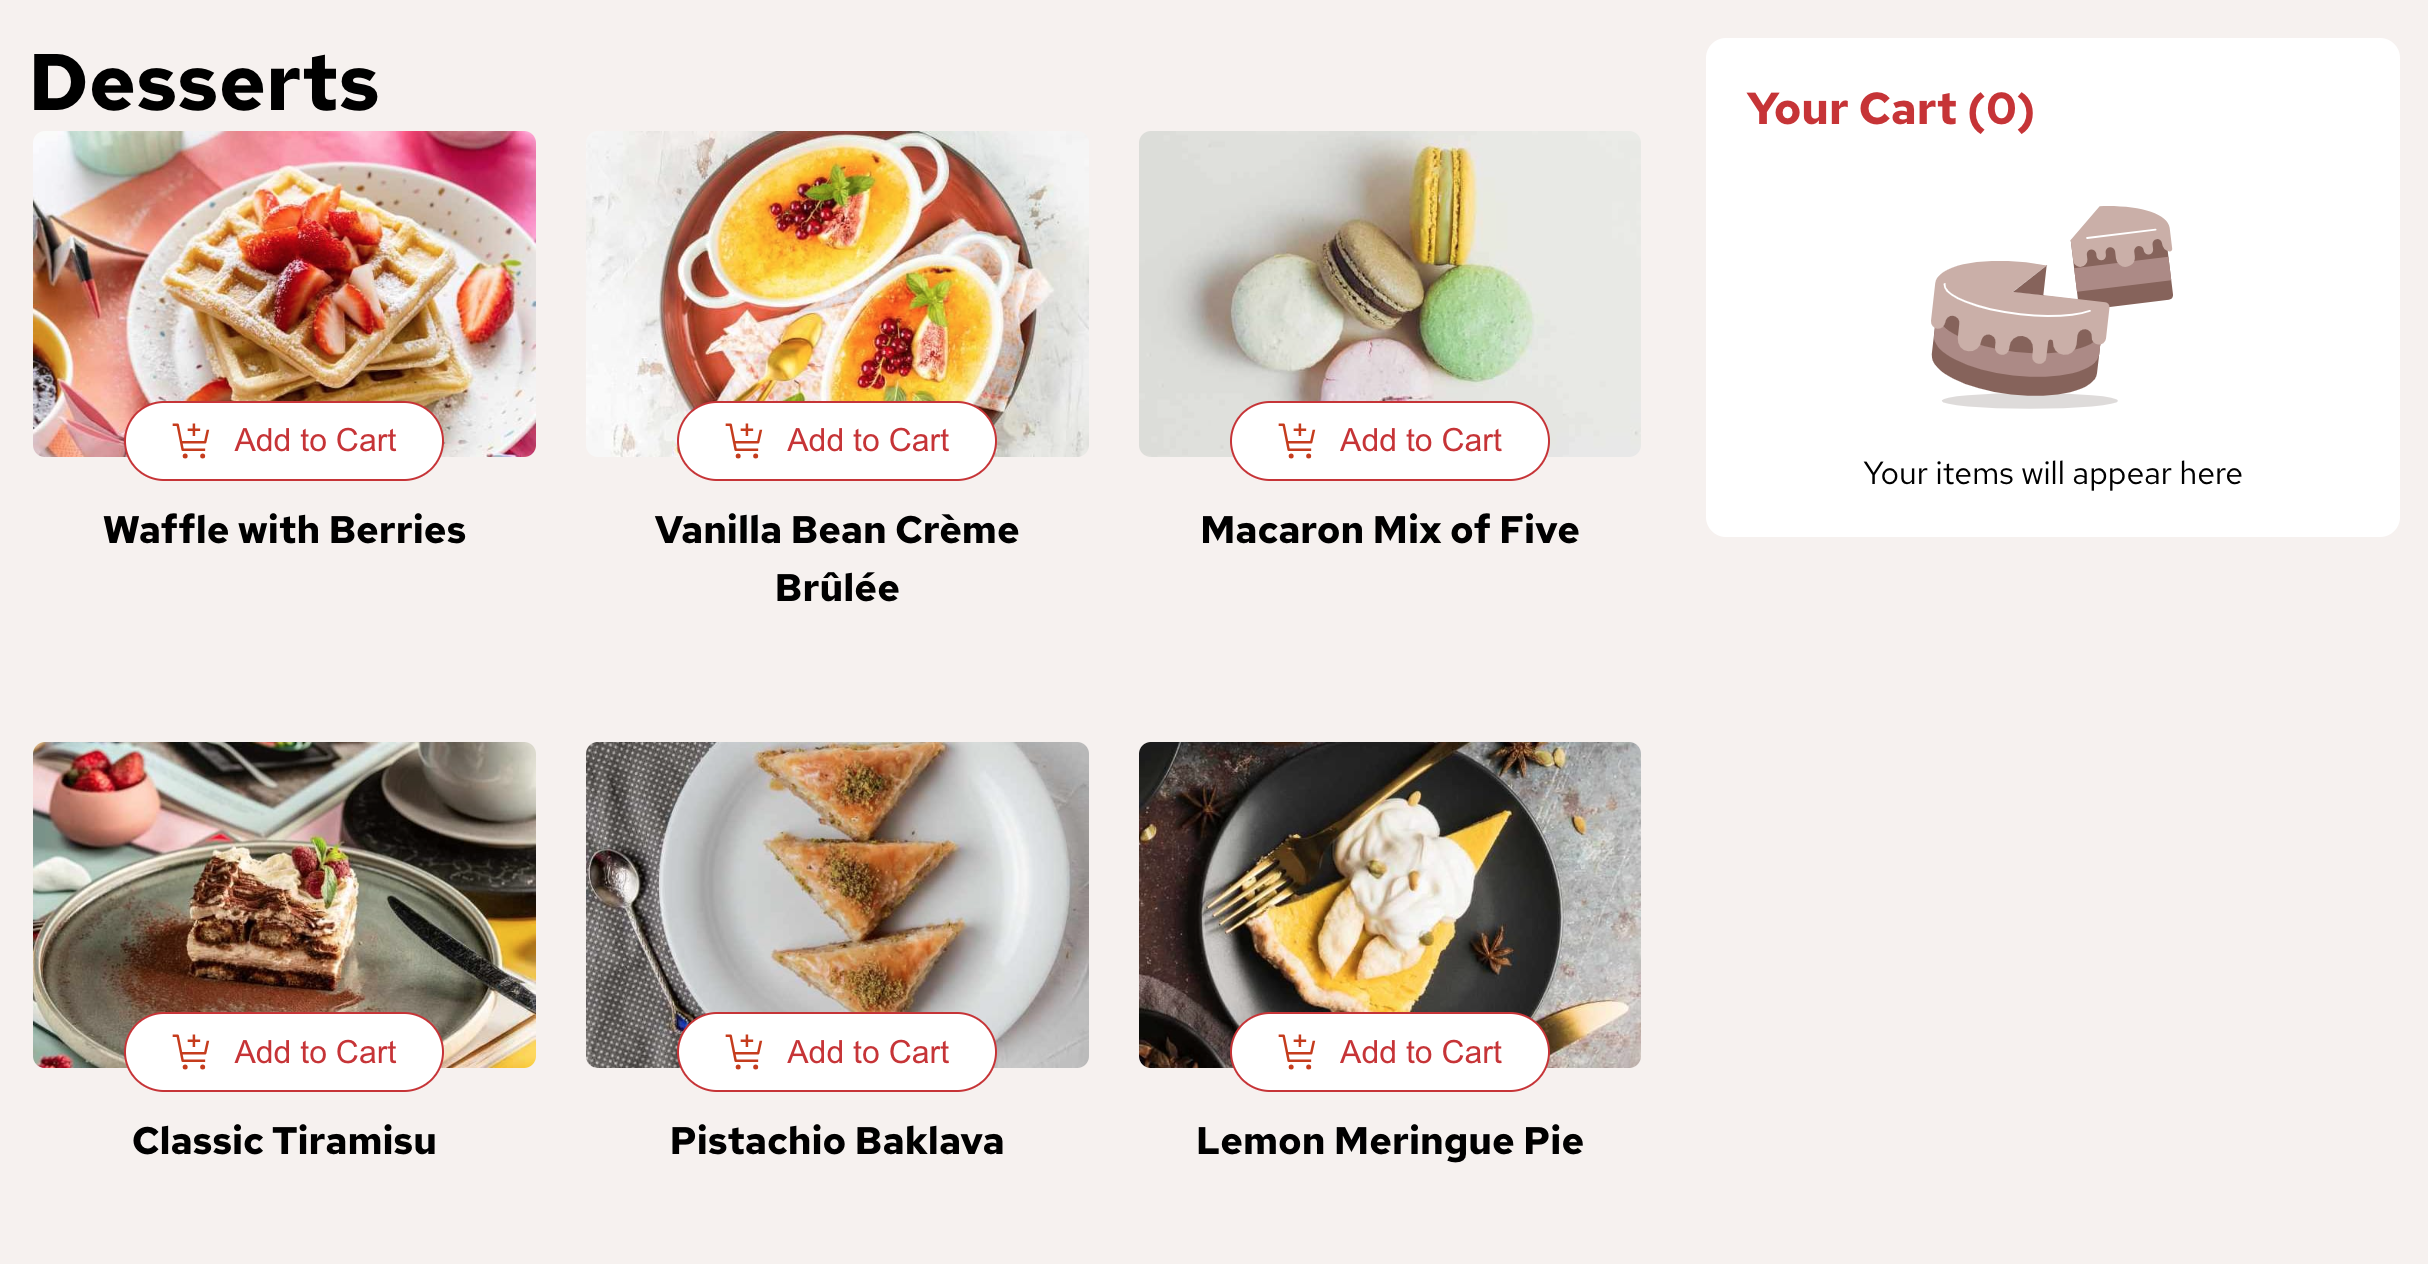 Desserts
Add to Cart
Waffle with Berries
Add to Cart
Vanilla Bean Crème
Brûlée
Add to Cart
Macaron Mix of Five
Add to Cart
Classic Tiramisu
Add to Cart
Pistachio Baklava
Add to Cart
Lemon Meringue Pie
Your Cart (0)
Your items will appear here